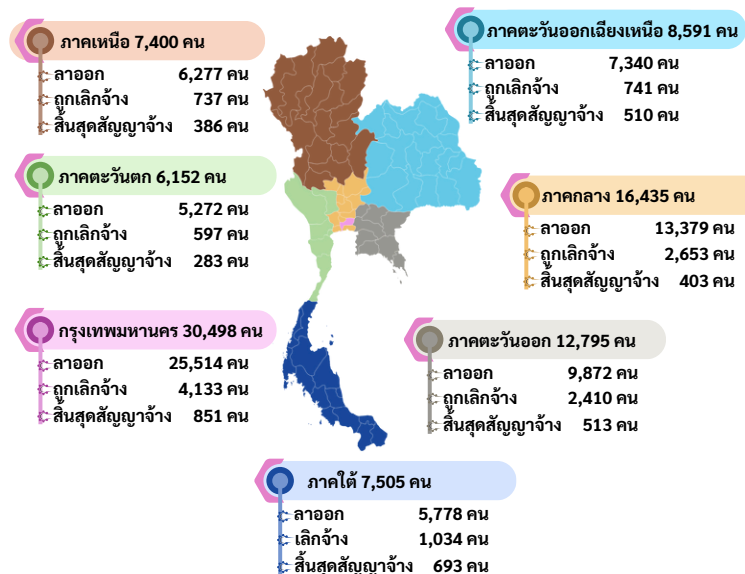 ภาคเหนือ 7,400 คน
ลาออก 6,277 คน
ถูกเลิกจ้าง 737 คน
สิ้นสุดสัญญาจ้าง 386 คน
ภาคตะวันออกเฉียงเหนือ 8,591 คน
ลาออก 7,340 คน
ถูกเลิกจ้าง 741 คน
สิ้นสุดสัญญาจ้าง 510 คน
ภาคตะวันตก 6,152 คน
ลาออก 5,272 คน
ถูกเลิกจ้าง 597 คน
สิ้นสุดสัญญาจ้าง 283 คน
ภาคกลาง 16,435 คน
ลาออก 13,379 คน
ถูกเลิกจ้าง 2,653 คน
สิ้นสุดสัญญาจ้าง 403 คน
กรุงเทพมหานคร 30,498 คน
ลาออก 25,514 คน
ถูกเลิกจ้าง 4,133 คน
สิ้นสุดสัญญาจ้าง 851 คน
ภาคตะวันออก 12,795 คน
ลาออก 9,872 คน
ถูกเลิกจ้าง 2,410 คน
สิ้นสุดสัญญาจ้าง 513 คน
ภาคใต้ 7,505 คน
ลาออก 5,778 คน
เลิกจ้าง 1,034 คน
สิ้นสุดสัญญาจ้าง 693 คน